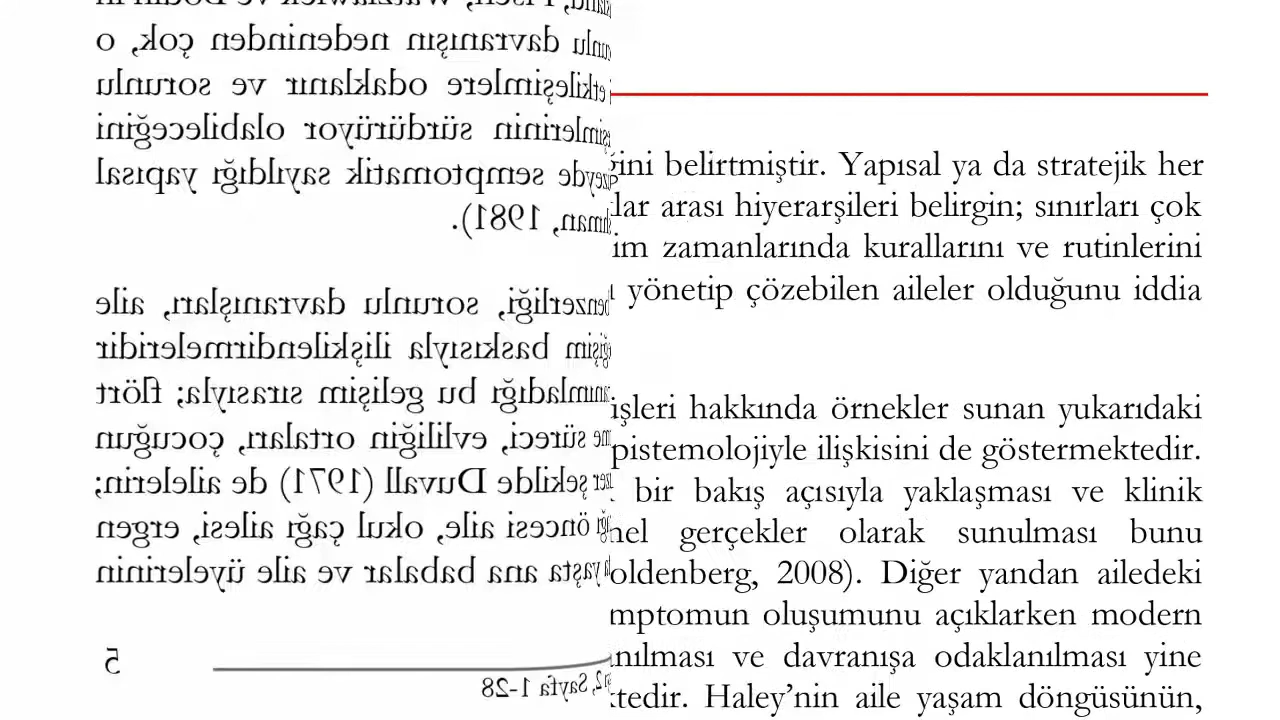 davranışın nedeninden çok, o
etkileşimlere odaklanır ve sorunlu
sürdürüyor olabileceğini
semptomatik sayıldığı yapısal
1981).
benzerliği, sorunlu davranışları, aile
baskısıyla ilişkilendirmeleridir
bu gelişim sırasıyla; flört
süreci, evliliğin ortaları, çocuğun
şekilde Duvall (1971) de ailelerin;
öncesi aile, okul çağı ailesi, ergen
yaşta ana babalar ve aile üyelerinin
5
2, Sayfa 1-28
ğini belirtmiştir. Yapısal ya da stratejik her
lar arası hiyerarşileri belirgin; sınırları çok
im zamanlarında kurallarını ve rutinlerini
yönetip çözebilen aileler olduğunu iddia
işleri hakkında örnekler sunan yukarıdaki
pistemolojiyle ilişkisini de göstermektedir.
bir bakış açısıyla yaklaşması ve klinik
nel gerçekler olarak sunulması bunu
oldenberg, 2008). Diğer yandan ailedeki
mptomun oluşumunu açıklarken modern
nılması ve davranışa odaklanılması yine
tedir. Haley’nin aile yaşam döngüsünün,